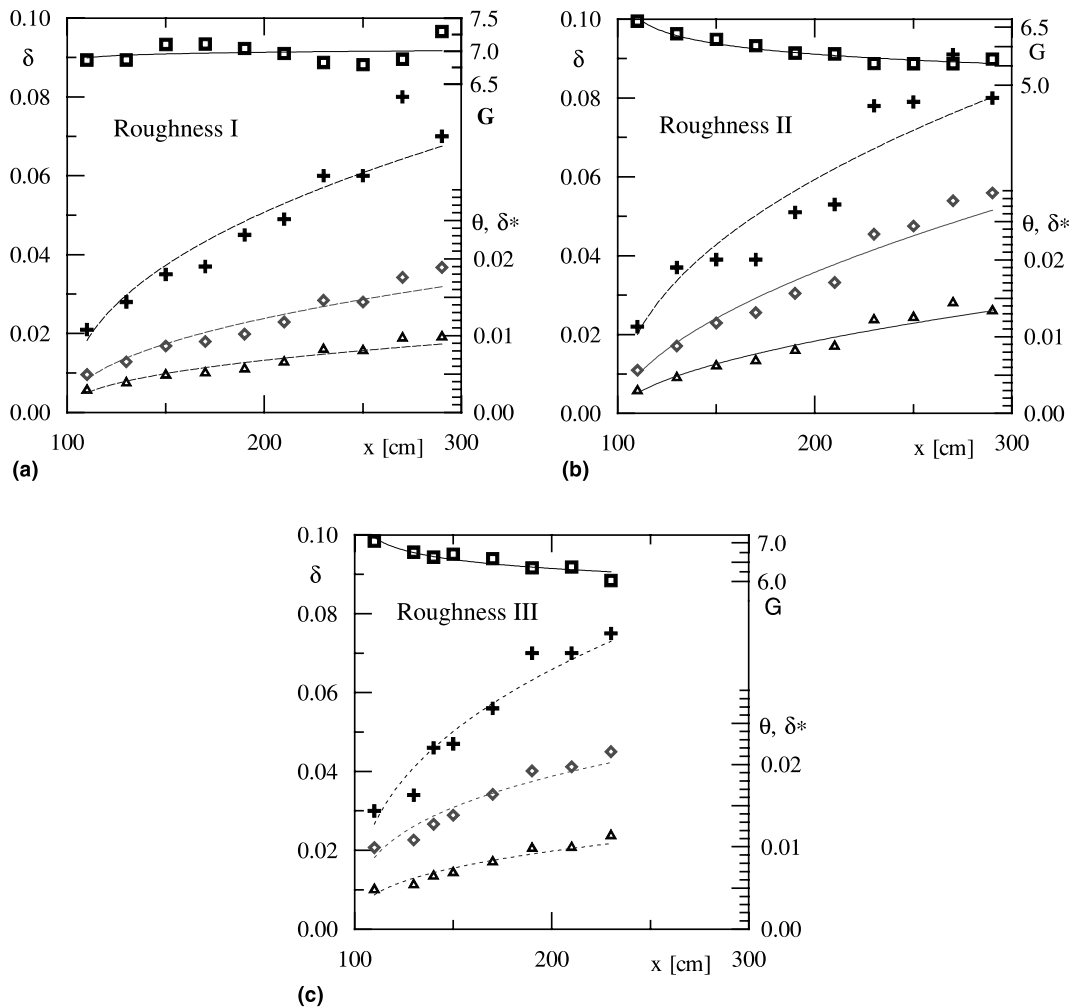 0.10
δ
0.08
0.06
0.04
0.02
0.00
7.5
7.0
6.5
G
Roughness I
θ, δ*
0.02
0.01
0.00
100
200
300
x [cm]
(a)
0.10
δ
0.08
0.06
0.04
0.02
0.00
6.5
G
5.0
Roughness II
θ, δ*
0.02
0.01
0.00
100
200
300
x [cm]
(b)
0.10
δ
0.08
0.06
0.04
0.02
0.00
7.0
6.0
G
Roughness III
θ, δ*
0.02
0.01
0.00
100
200
300
x [cm]
(c)